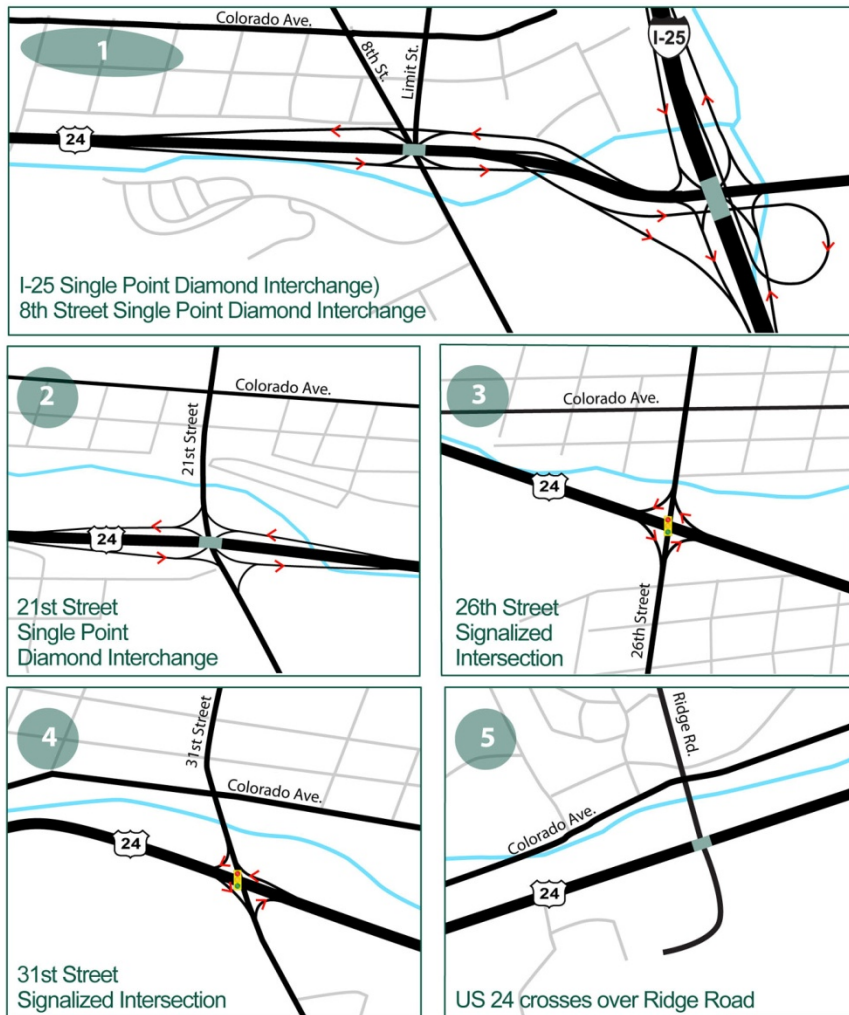 Colorado Ave.
1
I-25
8th St.
Limit St.
24
I-25 Single Point Diamond Interchange)
8th Street Single Point Diamond Interchange
2
Colorado Ave.
21st Street
24
21st Street
Single Point
Diamond Interchange
3
Colorado Ave.
24
26th Street
26th Street
Signalized
Intersection
4
31st Street
Colorado Ave.
24
31st Street
Signalized Intersection
5
Ridge Rd.
Colorado Ave.
24
US 24 crosses over Ridge Road